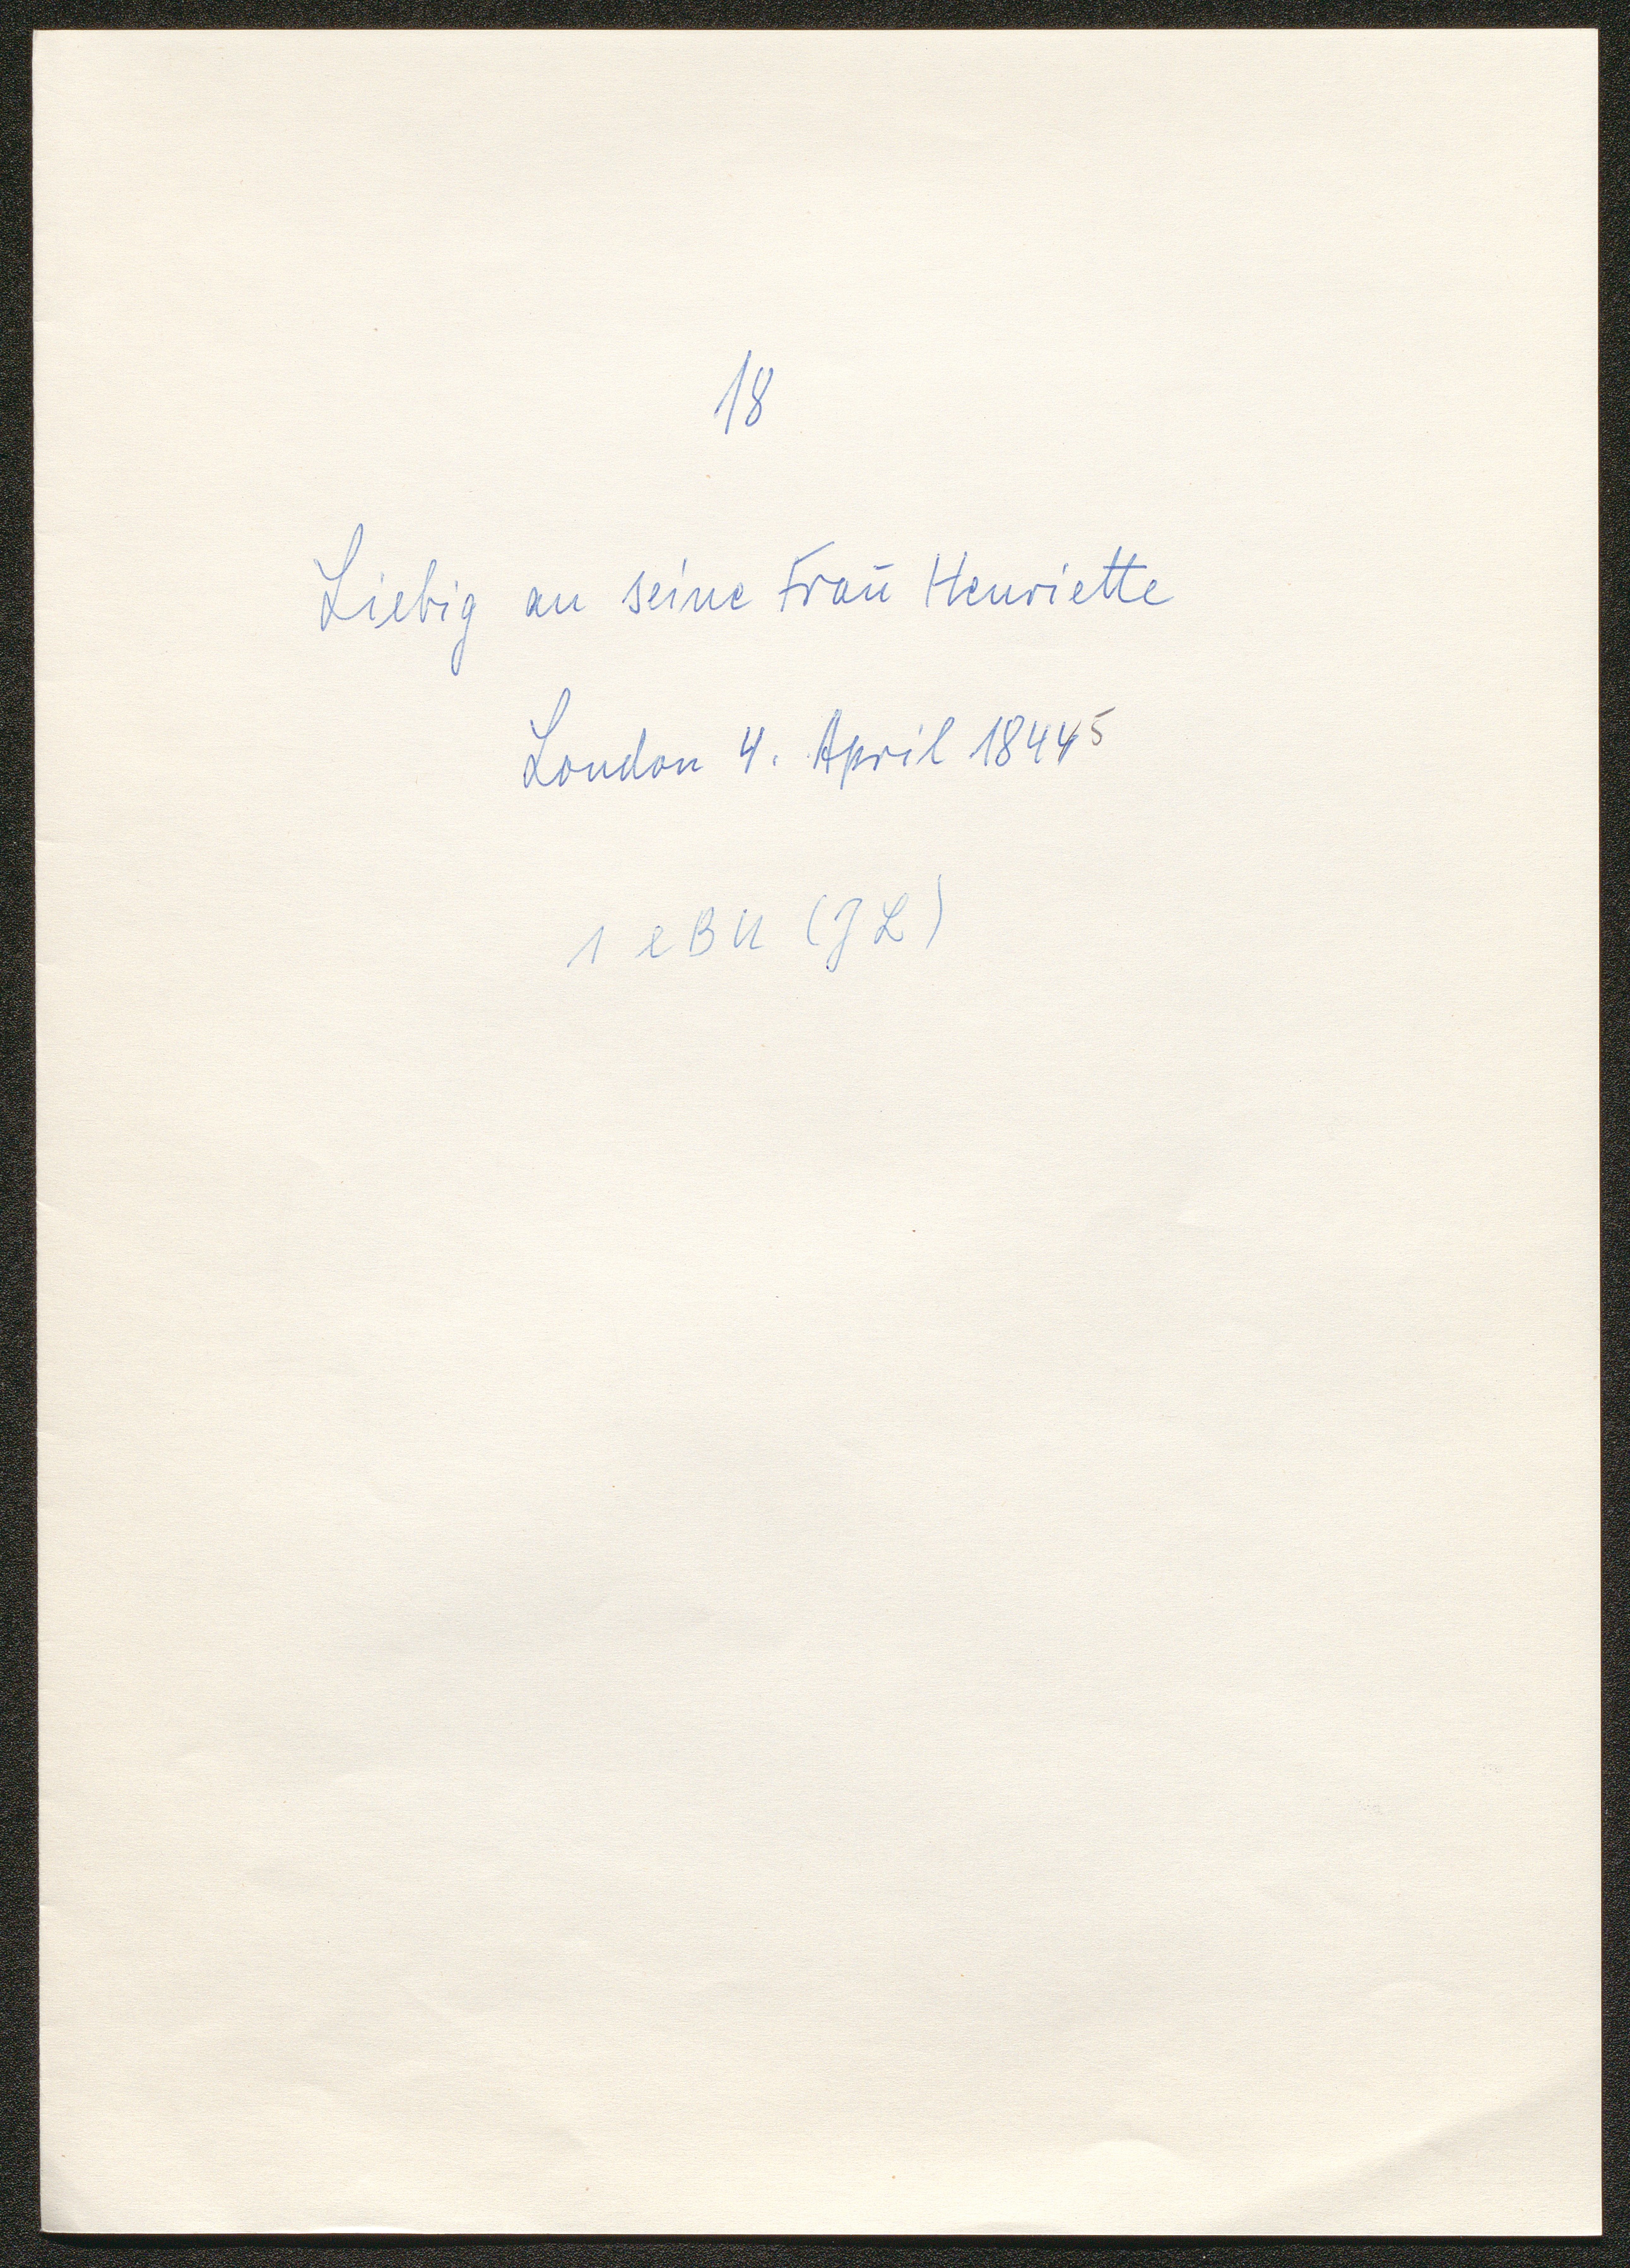 18
Liebig an seine Frau Henriette
London 4. April 18445
1 eBU (JL)